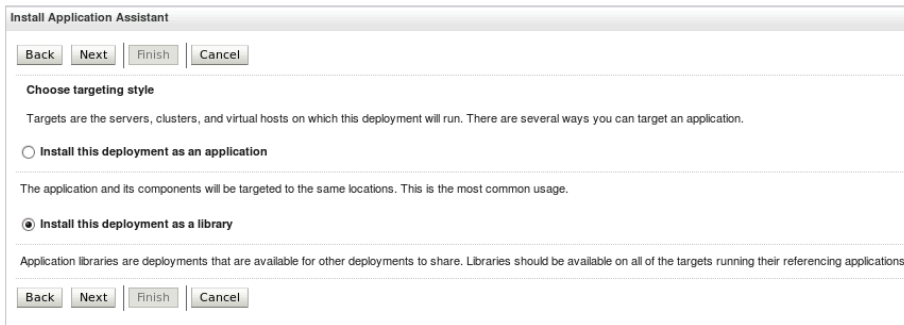 Install Application Assistant
Back Next Finish Cancel
Choose targeting style
Targets are the servers, clusters, and virtual hosts on which this deployment will run. There are several ways you can target an application.
Install this deployment as an application
The application and its components will be targeted to the same locations. This is the most common usage.
Install this deployment as a library
Application libraries are deployments that are available for other deployments to share. Libraries should be available on all of the targets running their referencing applications
Back Next Finish Cancel